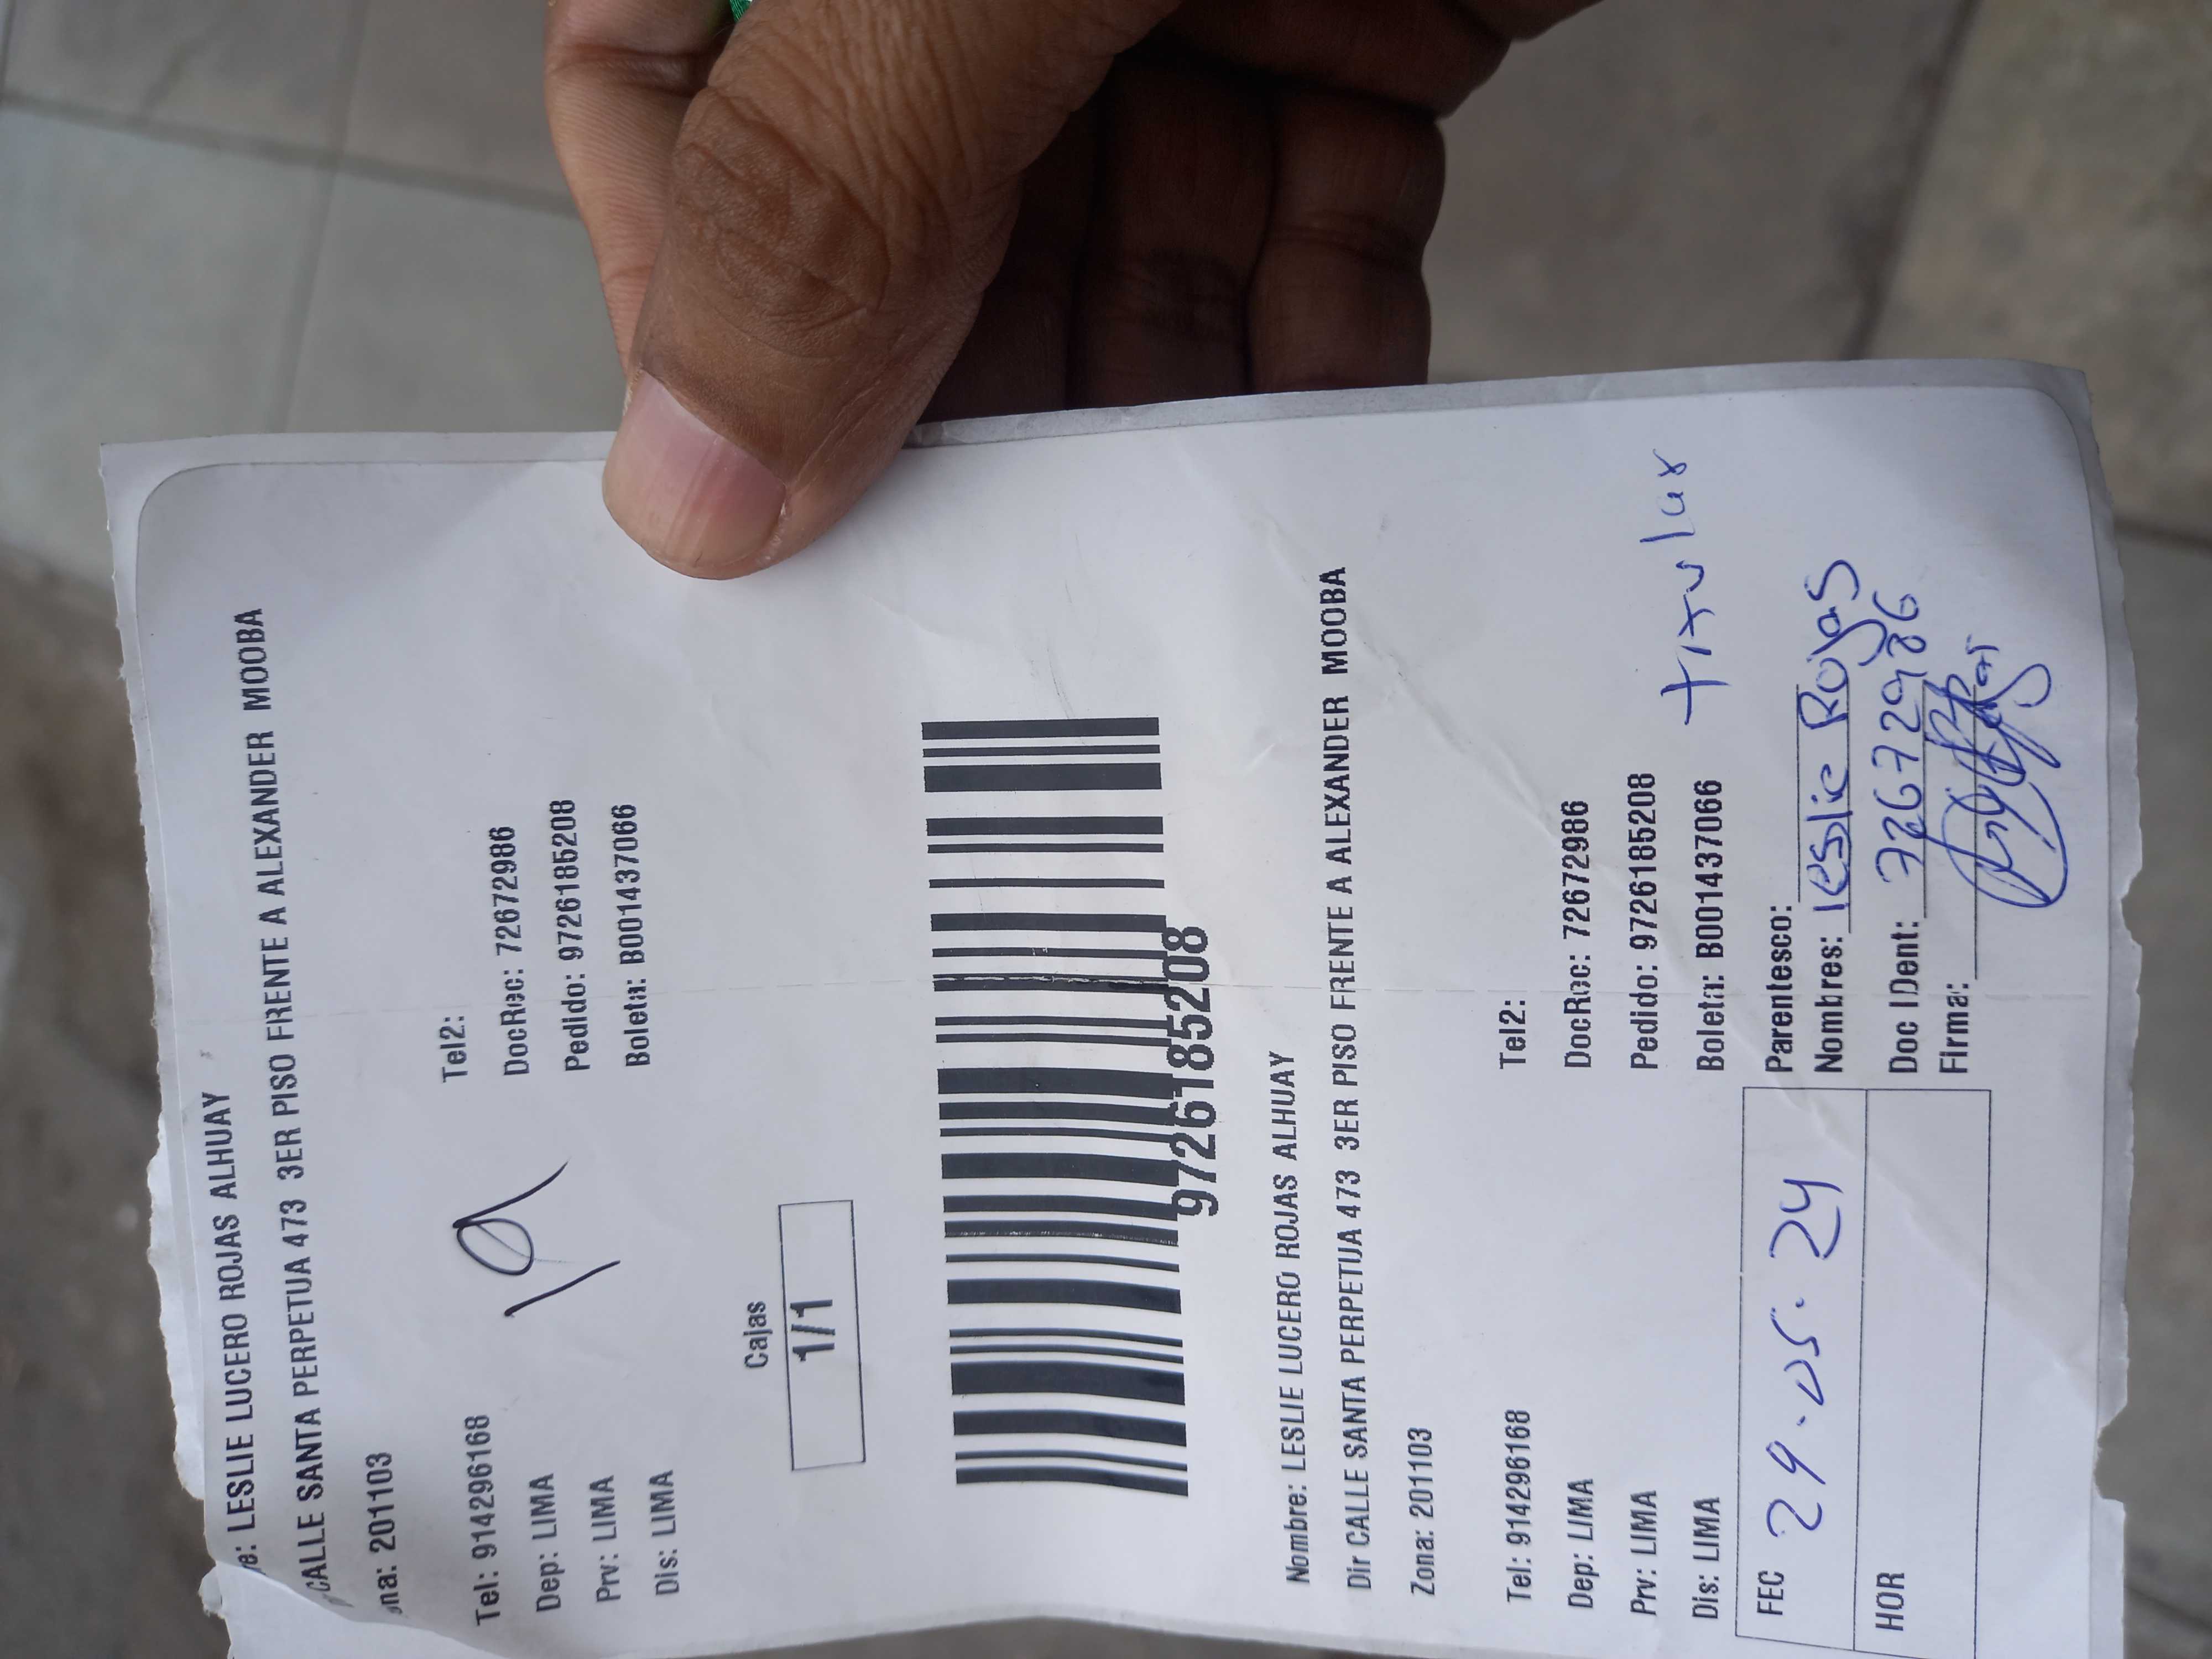 e: LESLIE LUCERO ROJAS ALHUAY
CALLE SANTA PERPETUA 473 3ER PISO FRENTE A ALEXANDER MOOBA
ona: 201103
Tel: 914296168 Tel2:
Dep: LIMA DocRec: 72672986
Prv: LIMA Pedido: 9726185208
Dis: LIMA Boleta: B001437066
Cajas
1/1
9726185208
Nombre: LESLIE LUCERO ROJAS ALHUAY
Dir CALLE SANTA PERPETUA 473 3ER PISO FRENTE A ALEXANDER MOOBA
Zona: 201103
Tel: 914296168 Tel2:
Dep: LIMA DocRec: 72672986
Prv: LIMA Pedido: 9726185208
Dis: LIMA Boleta: B001437066
FEC 29.05.24 Parentesco: titular
Nombres: leslie Rojas
HOR Doc IDent: 72672986
Firma: